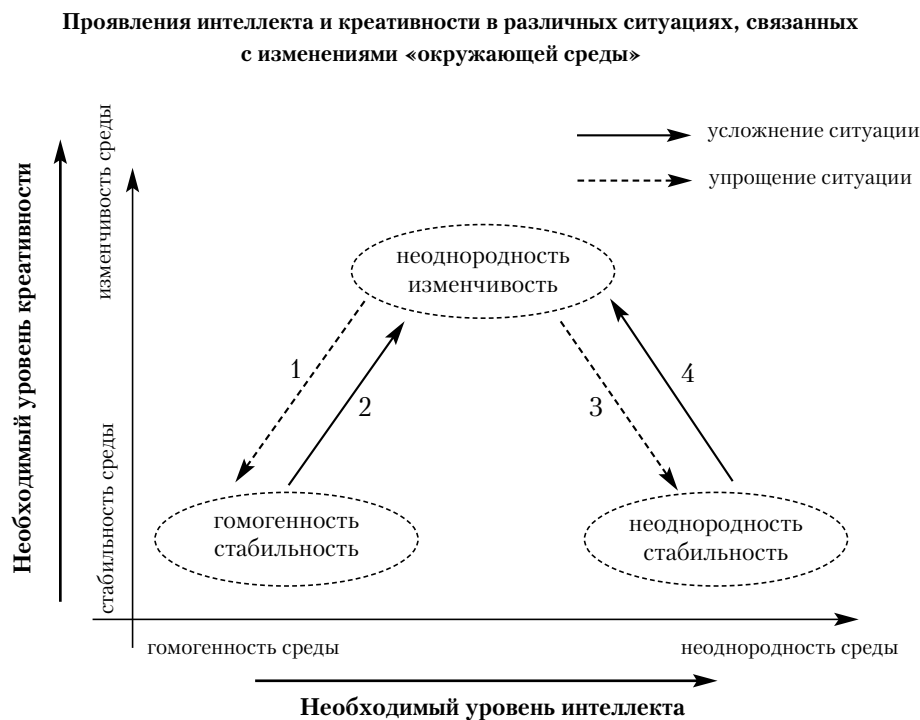 Проявления интеллекта и креативности в различных ситуациях, связанных
с изменениями «окружающей среды»
усложнение ситуации
упрощение ситуации
Необходимый уровень креативности
изменчивость среды
стабильность среды
неоднородность
изменчивость
1
2
3
4
гомогенность
стабильность
неоднородность
стабильность
гомогенность среды
неоднородность среды
Необходимый уровень интеллекта